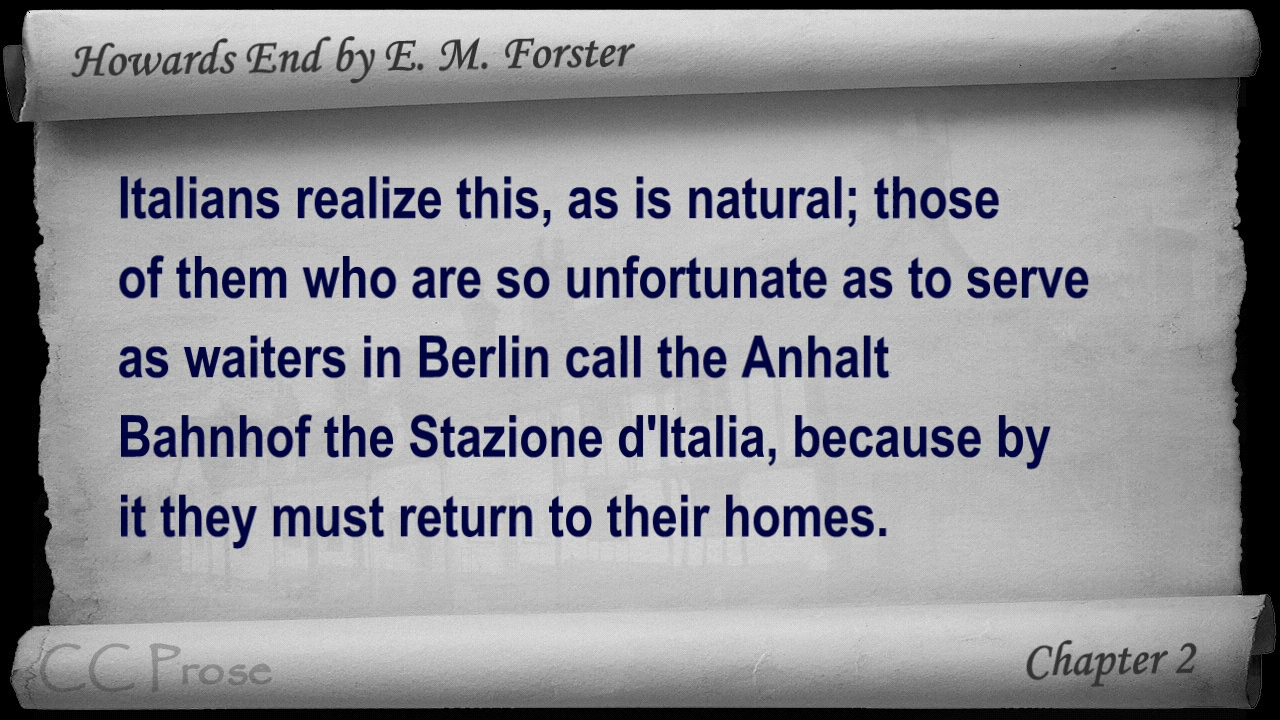 Howards End by E. M. Forster
Italians realize this, as is natural; those
of them who are so unfortunate as to serve
as waiters in Berlin call the Anhalt
Bahnhof the Stazione d'Italia, because by
it they must return to their homes.
CC Prose
Chapter 2